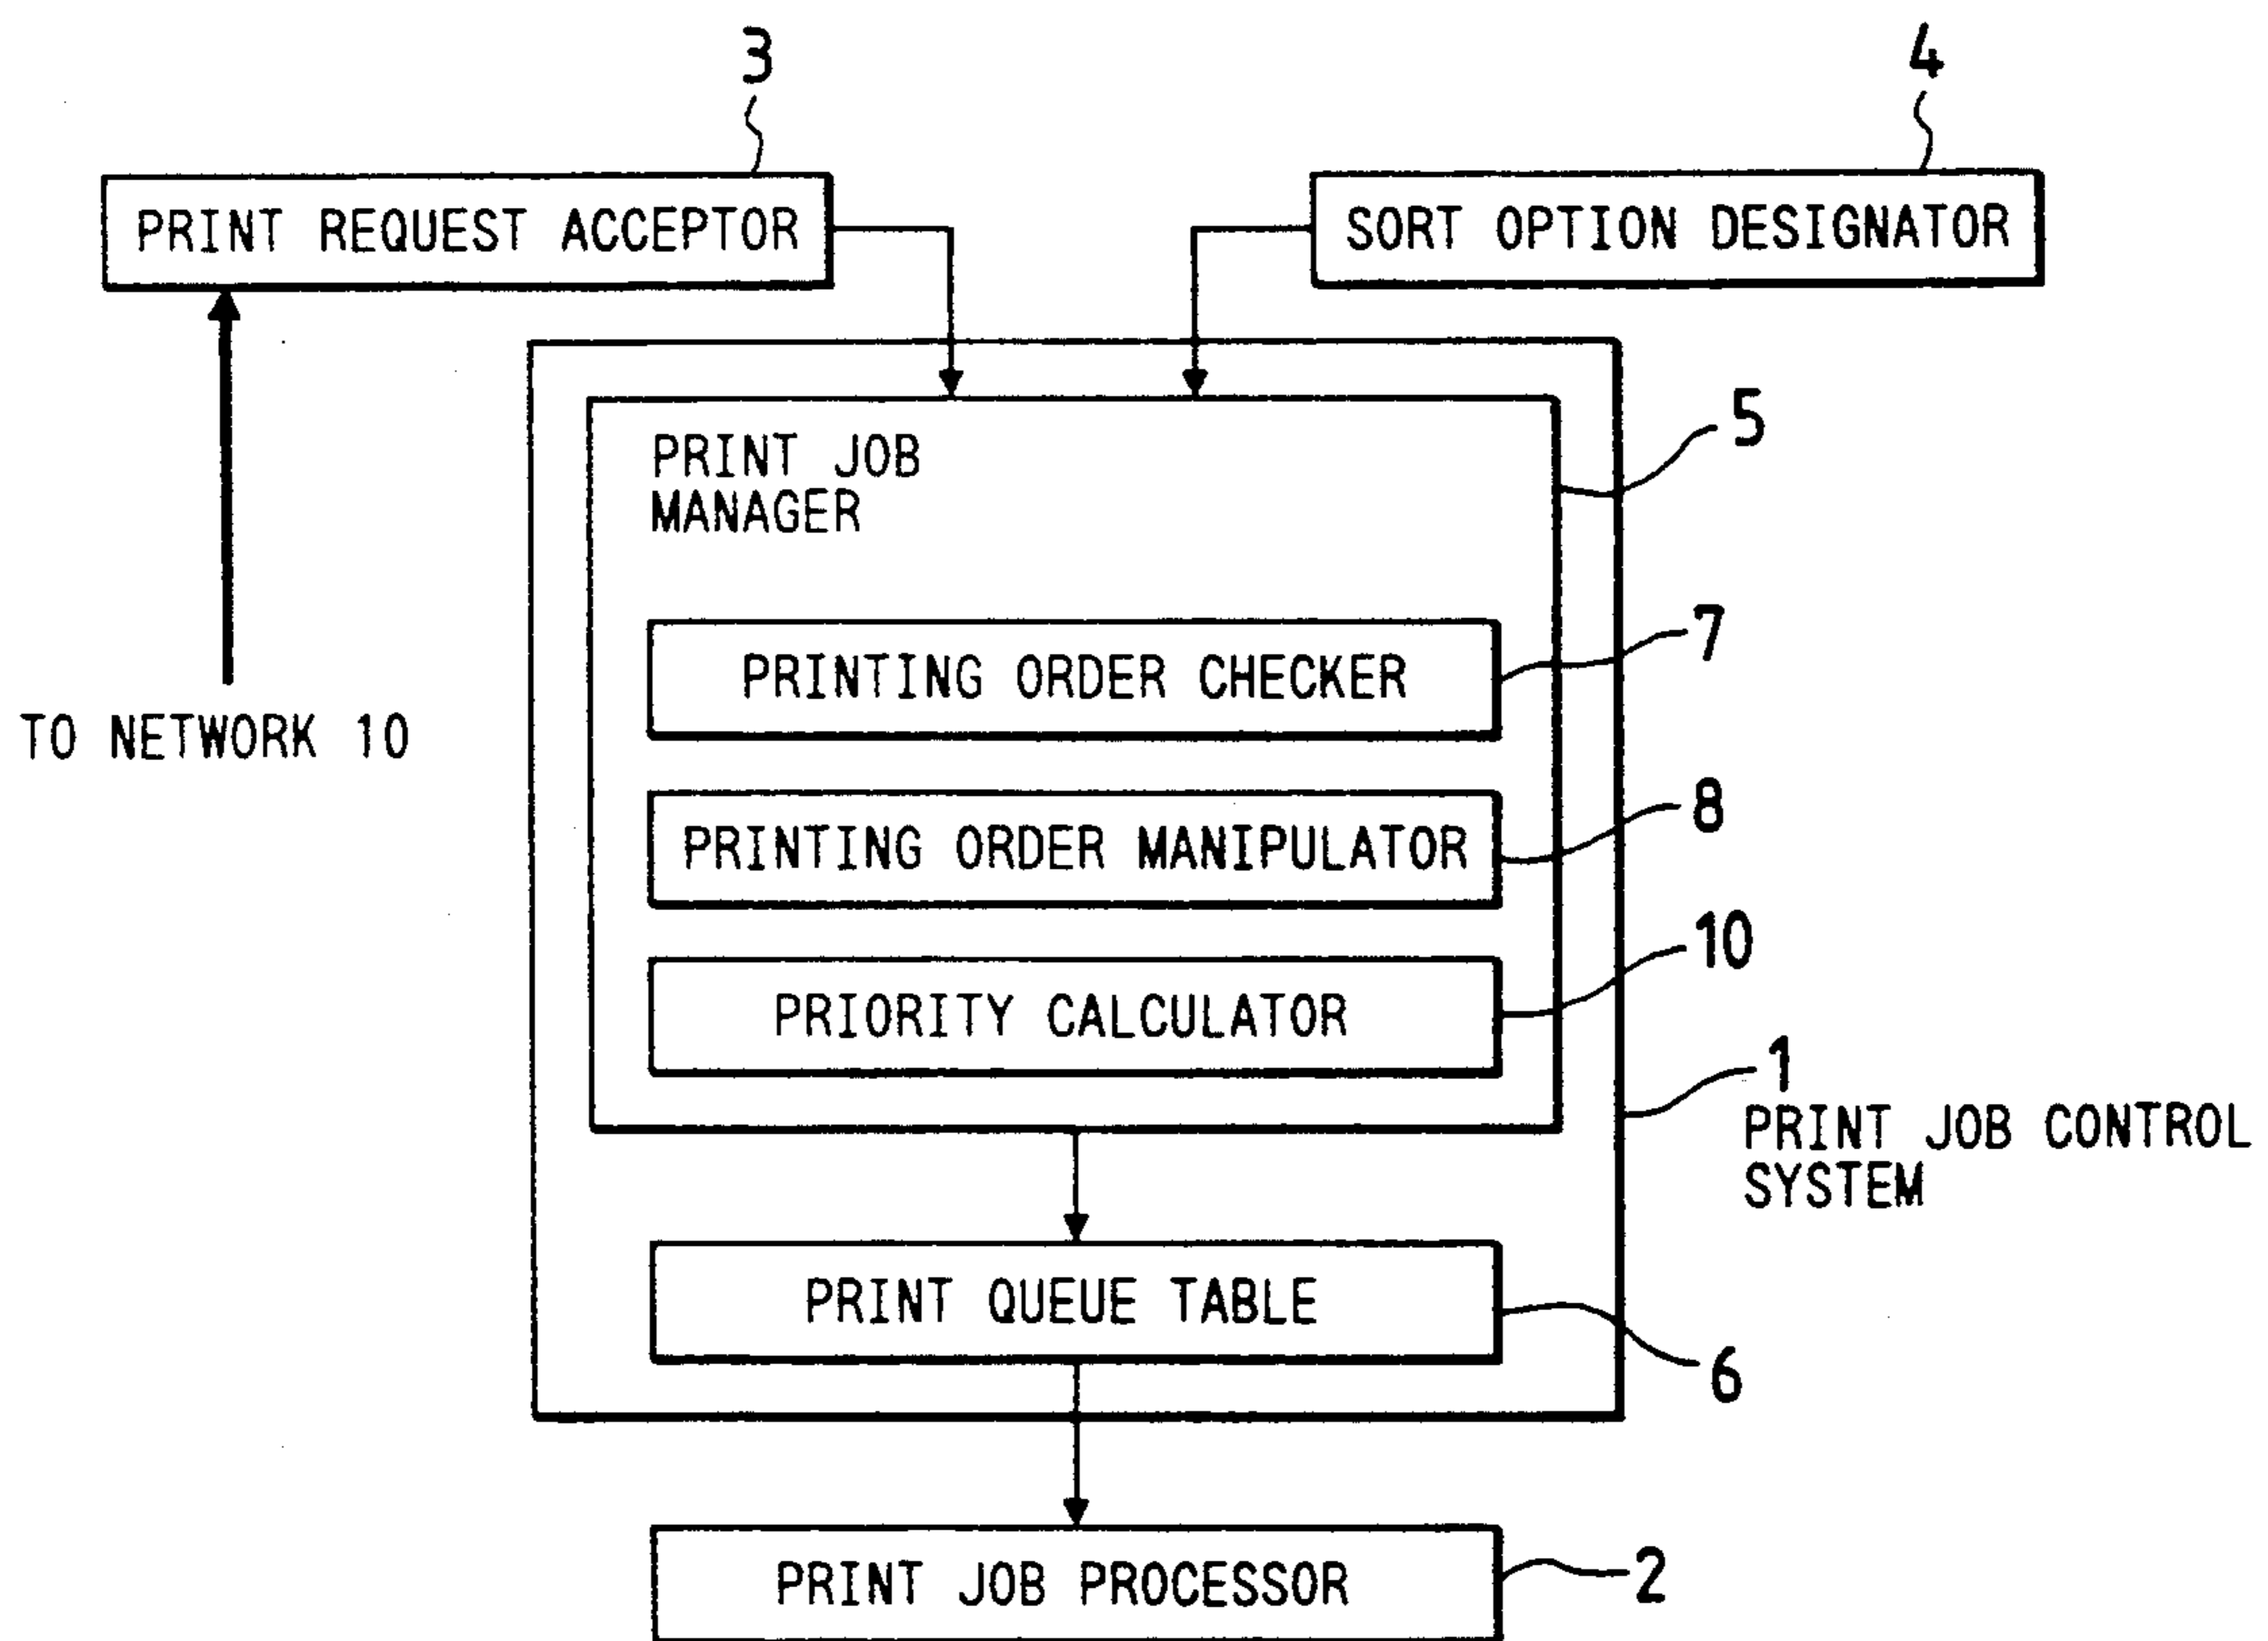 3
4
PRINT REQUEST ACCEPTOR
SORT OPTION DESIGNATOR
PRINT JOB
MANAGER
5
PRINTING ORDER CHECKER
7
TO NETWORK 10
PRINTING ORDER MANIPULATOR
8
PRIORITY CALCULATOR
10
1
PRINT JOB CONTROL
SYSTEM
PRINT QUEUE TABLE
6
PRINT JOB PROCESSOR
2